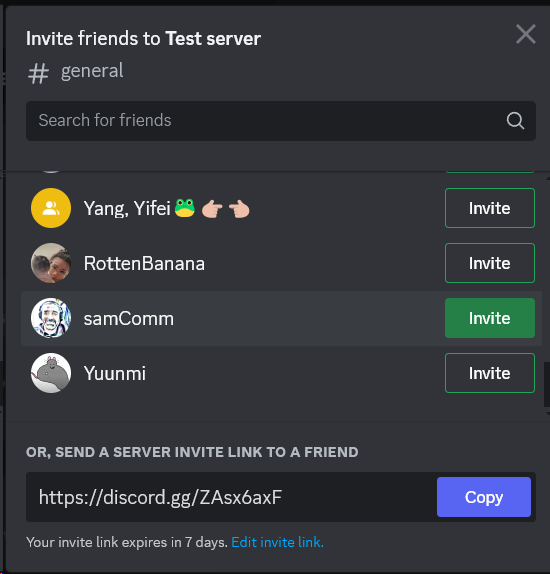 Invite friends to Test server
# general
Search for friends
Yang, Yifei🐸👉👈 Invite
RottenBanana Invite
samComm Invite
Yuunmi Invite
OR, SEND A SERVER INVITE LINK TO A FRIEND
https://discord.gg/ZAsx6axF Copy
Your invite link expires in 7 days. Edit invite link.